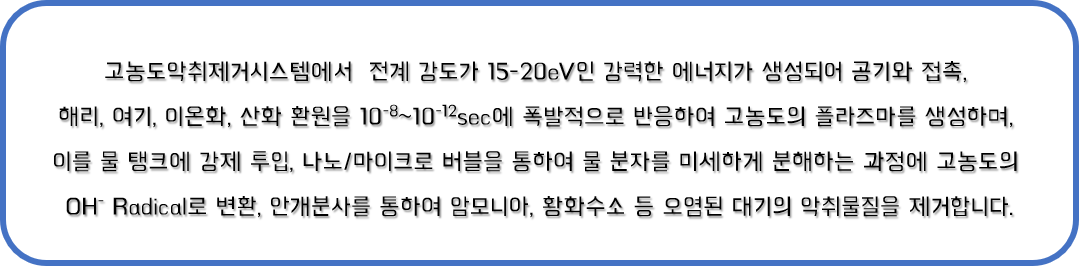 고농도악취제거시스템에서 전계 강도가 15-20eV인 강력한 에너지가 생성되어 공기와 접촉,
해리, 여기, 이온화, 산화 환원을 10⁻⁸~10⁻¹²sec에 폭발적으로 반응하여 고농도의 플라즈마를 생성하며,
이를 물 탱크에 강제 투입, 나노/마이크로 버블을 통하여 물 분자를 미세하게 분해하는 과정에 고농도의
OH⁻ Radical로 변환, 안개분사를 통하여 암모니아, 황화수소 등 오염된 대기의 악취물질을 제거합니다.